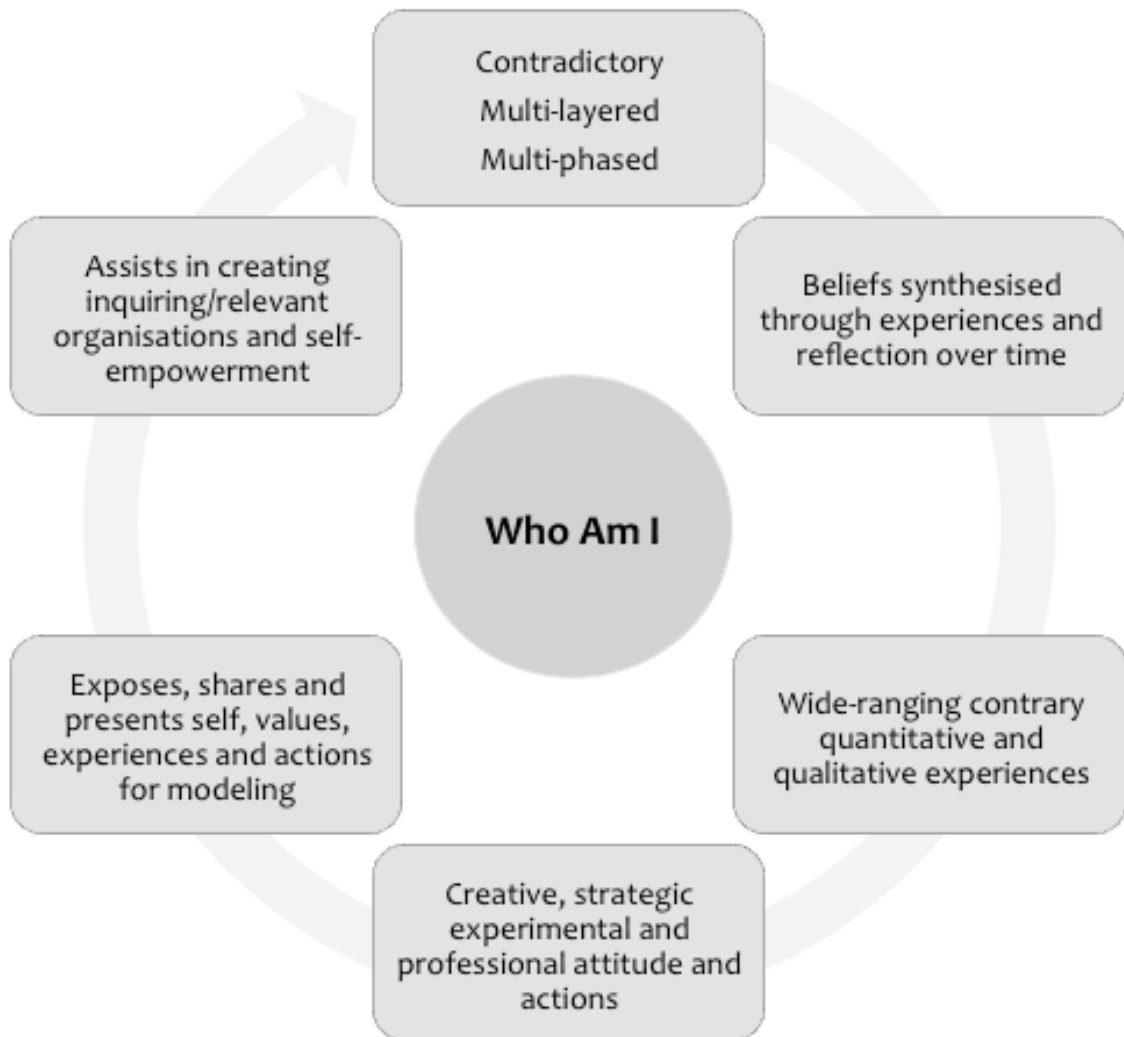 Contradictory
Multi-layered
Multi-phased
Beliefs synthesised
through experiences and
reflection over time
Wide-ranging contrary
quantitative and
qualitative experiences
Creative, strategic
experimental and
professional attitude and
actions
Exposes, shares and
presents self, values,
experiences and actions
for modeling
Assists in creating
inquiring/relevant
organisations and self-
empowerment
Who Am I